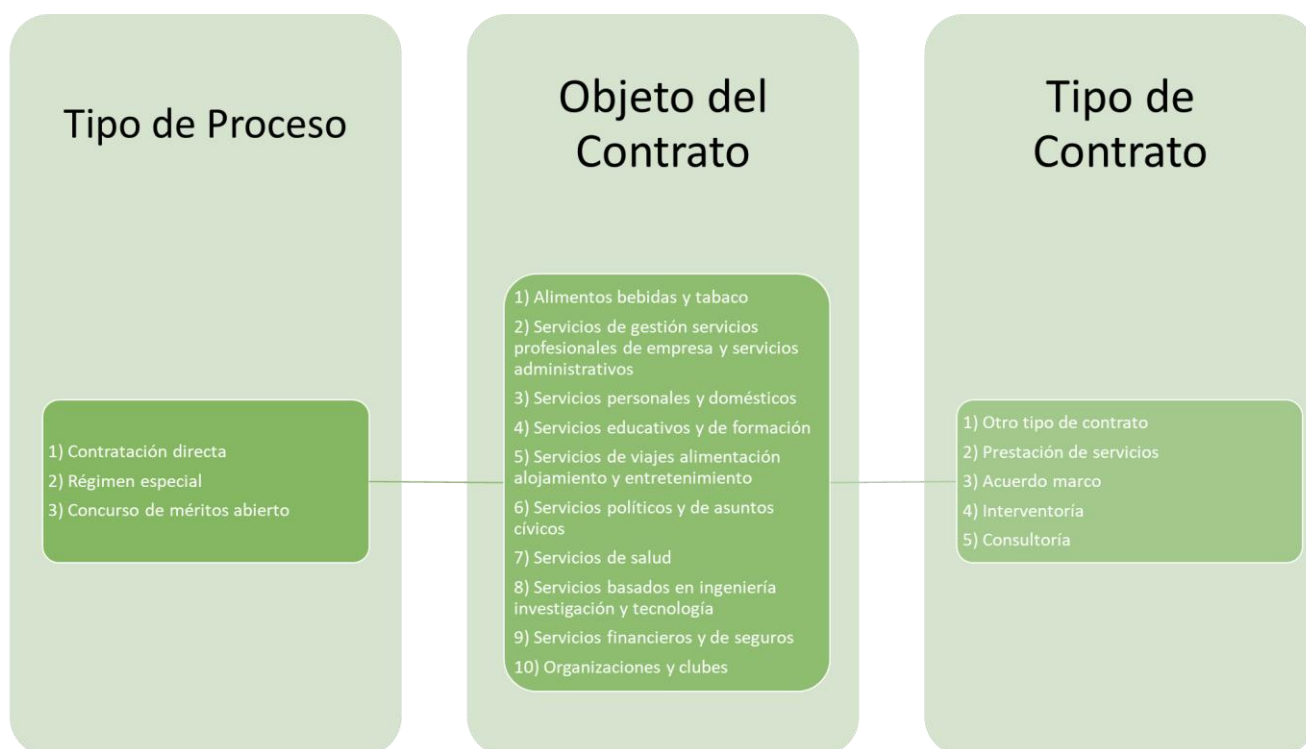 Tipo de Proceso
1) Contratación directa
2) Régimen especial
3) Concurso de méritos abierto
Objeto del
Contrato
1) Alimentos bebidas y tabaco
2) Servicios de gestión servicios
profesionales de empresa y servicios
administrativos
3) Servicios personales y domésticos
4) Servicios educativos y de formación
5) Servicios de viajes alimentación
alojamiento y entretenimiento
6) Servicios políticos y de asuntos
cívicos
7) Servicios de salud
8) Servicios basados en ingeniería
investigación y tecnología
9) Servicios financieros y de seguros
10) Organizaciones y clubes
Tipo de
Contrato
1) Otro tipo de contrato
2) Prestación de servicios
3) Acuerdo marco
4) Interventoría
5) Consultoría